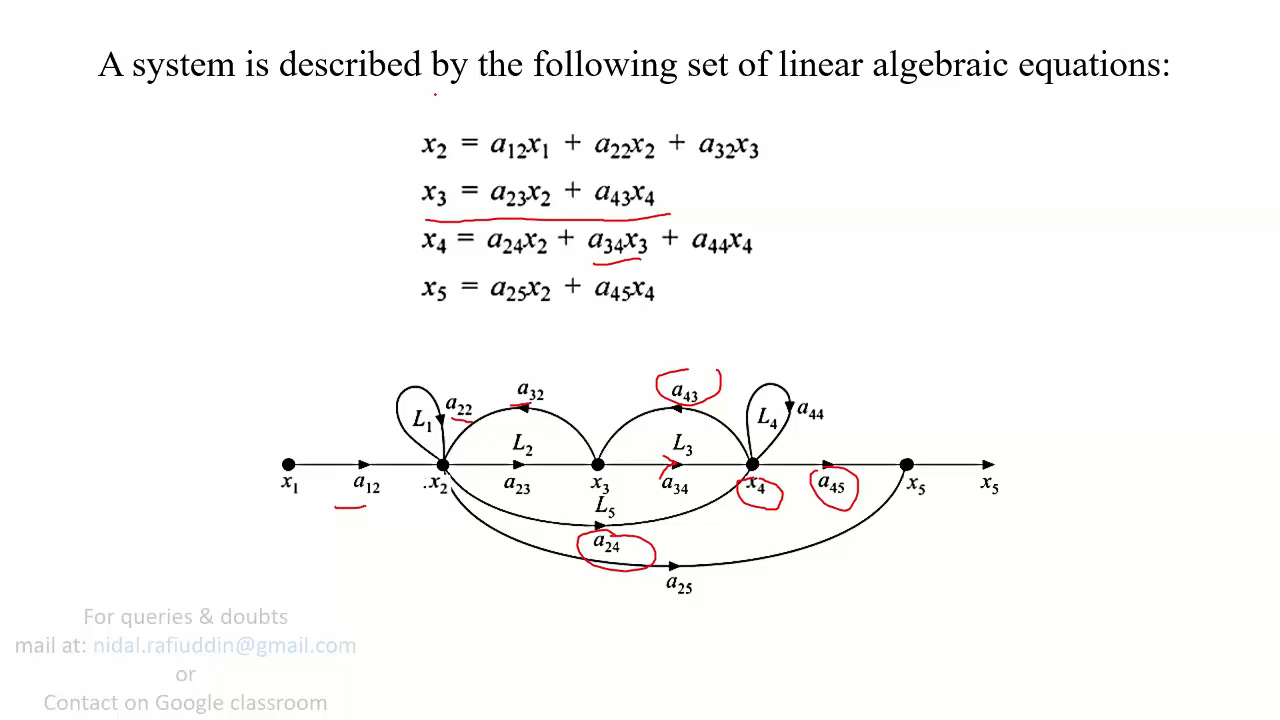 A system is described by the following set of linear algebraic equations:
x₂ = a₁₂x₁ + a₂₂x₂ + a₃₂x₃
x₃ = a₂₃x₂ + a₄₃x₄
x₄ = a₂₄x₂ + a₃₄x₃ + a₄₄x₄
x₅ = a₂₅x₂ + a₄₅x₄
a₃₂ a₄₃
a₂₂ L₁ L₄ a₄₄
L₂ L₃
x₁ a₁₂ x₂ a₂₃ x₃ a₃₄ x₄ a₄₅ x₅ x₅
L₅
a₂₄
a₂₅
For queries & doubts
mail at: nidal.rafiuddin@gmail.com
or
Contact on Google classroom